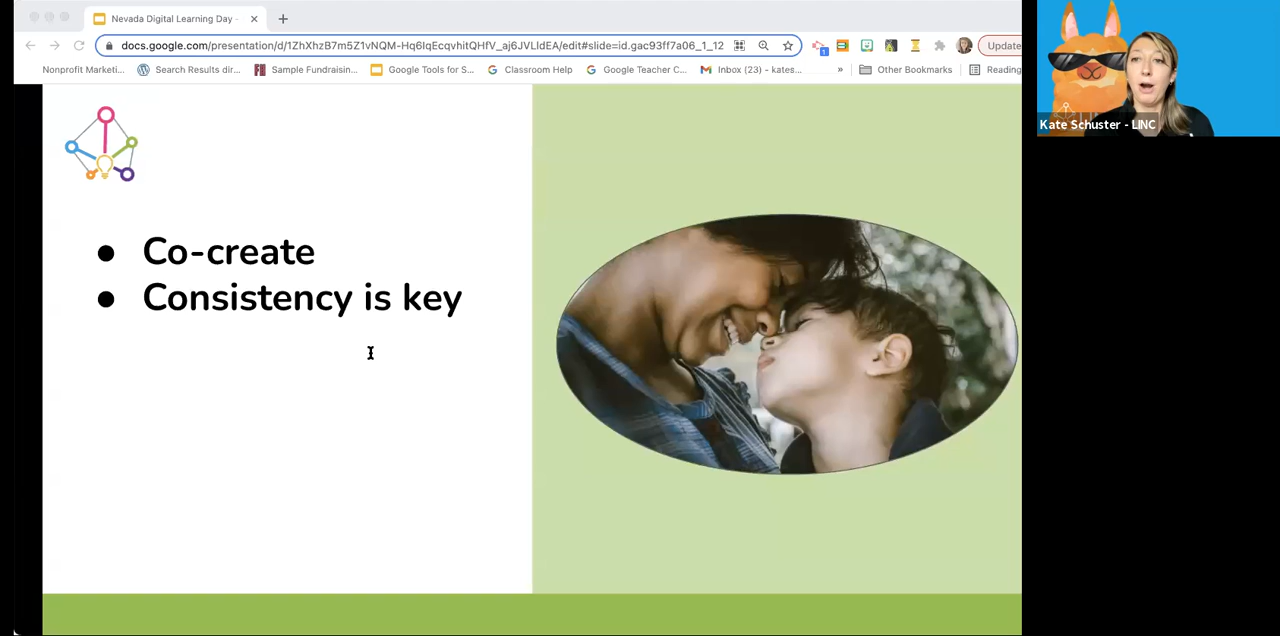 Nevada Digital Learning Day -
docs.google.com/presentation/d/1ZhXhzB7m5Z1vNQM-Hq6IqEcqvhitQHfV_aj6JVLIdEA/edit#slide=id.gac93ff7a06_1_12
1
Update
Nonprofit Marketi...
Search Results dir...
Sample Fundraisin...
Google Tools for S...
Classroom Help
Google Teacher C...
Inbox (23) - kates...
»
Other Bookmarks
Reading
Kate Schuster - LINC
● Co-create
● Consistency is key